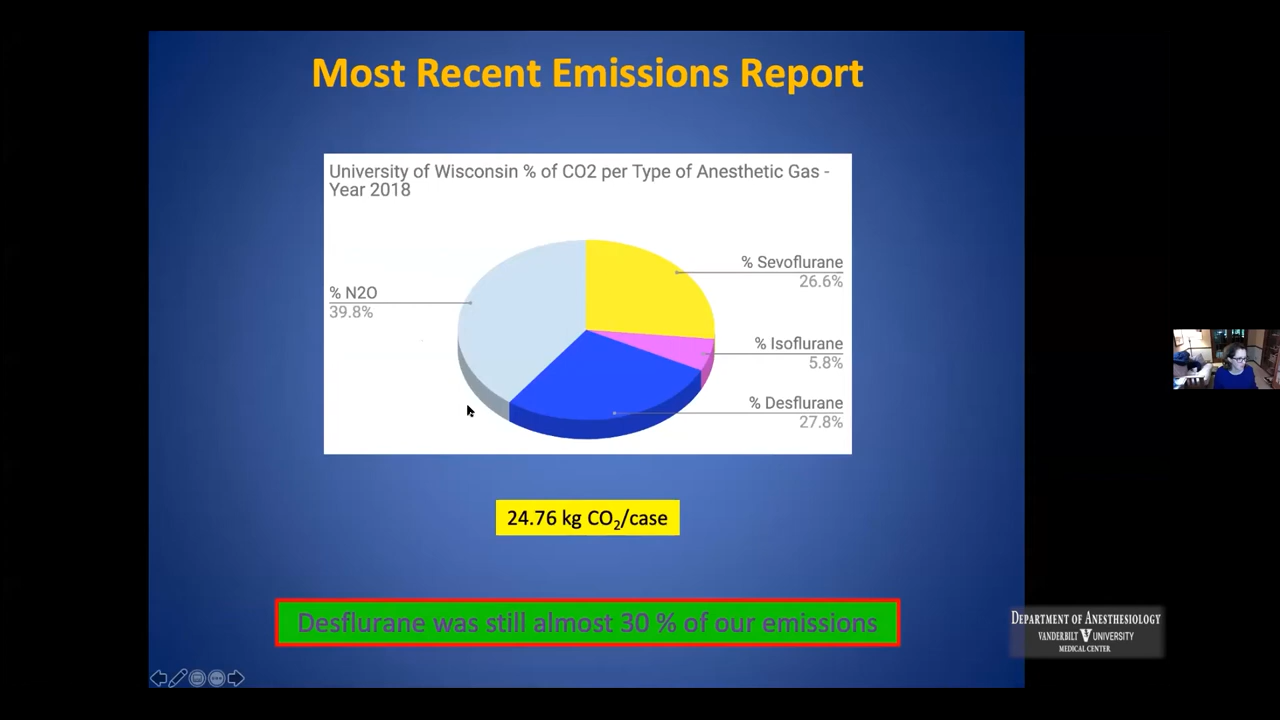 Most Recent Emissions Report
University of Wisconsin % of CO2 per Type of Anesthetic Gas -
Year 2018
% Sevoflurane
26.6%
% N2O
39.8%
% Isoflurane
5.8%
% Desflurane
27.8%
24.76 kg CO₂/case
Desflurane was still almost 30 % of our emissions
DEPARTMENT OF ANESTHESIOLOGY
VANDERBILT UNIVERSITY
MEDICAL CENTER